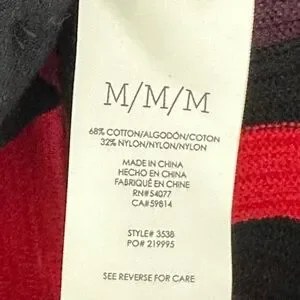 M/M/M
68% COTTON/ALGODÓN/COTON
32% NYLON/NYLON/NYLON
MADE IN CHINA
HECHO EN CHINA
FABRIQUÉ EN CHINE
RN#54077
CA#59814
STYLE# 3538
PO# 219995
SEE REVERSE FOR CARE